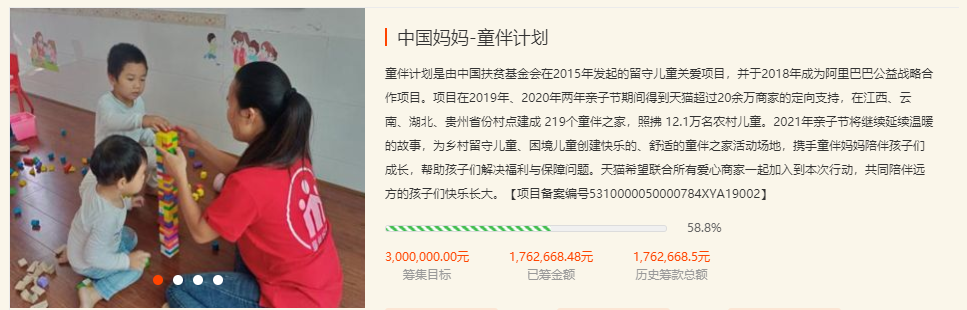 中国妈妈-童伴计划
童伴计划是由中国扶贫基金会在2015年发起的留守儿童关爱项目，并于2018年成为阿里巴巴公益战略合
作项目。项目在2019年、2020年两年亲子节期间得到天猫超过20余万商家的定向支持，在江西、云
南、湖北、贵州省份村点建成 219个童伴之家，照拂 12.1万名农村儿童。2021年亲子节将继续延续温暖
的故事，为乡村留守儿童、困境儿童创建快乐的、舒适的童伴之家活动场地，携手童伴妈妈陪伴孩子们
成长，帮助孩子们解决福利与保障问题。天猫希望联合所有爱心商家一起加入到本次行动，共同陪伴远
方的孩子们快乐长大。【项目备案编号5310000050000784XYA19002】
58.8%
3,000,000.00元 1,762,668.48元 1,762,668.5元
筹集目标 已筹金额 历史筹款总额